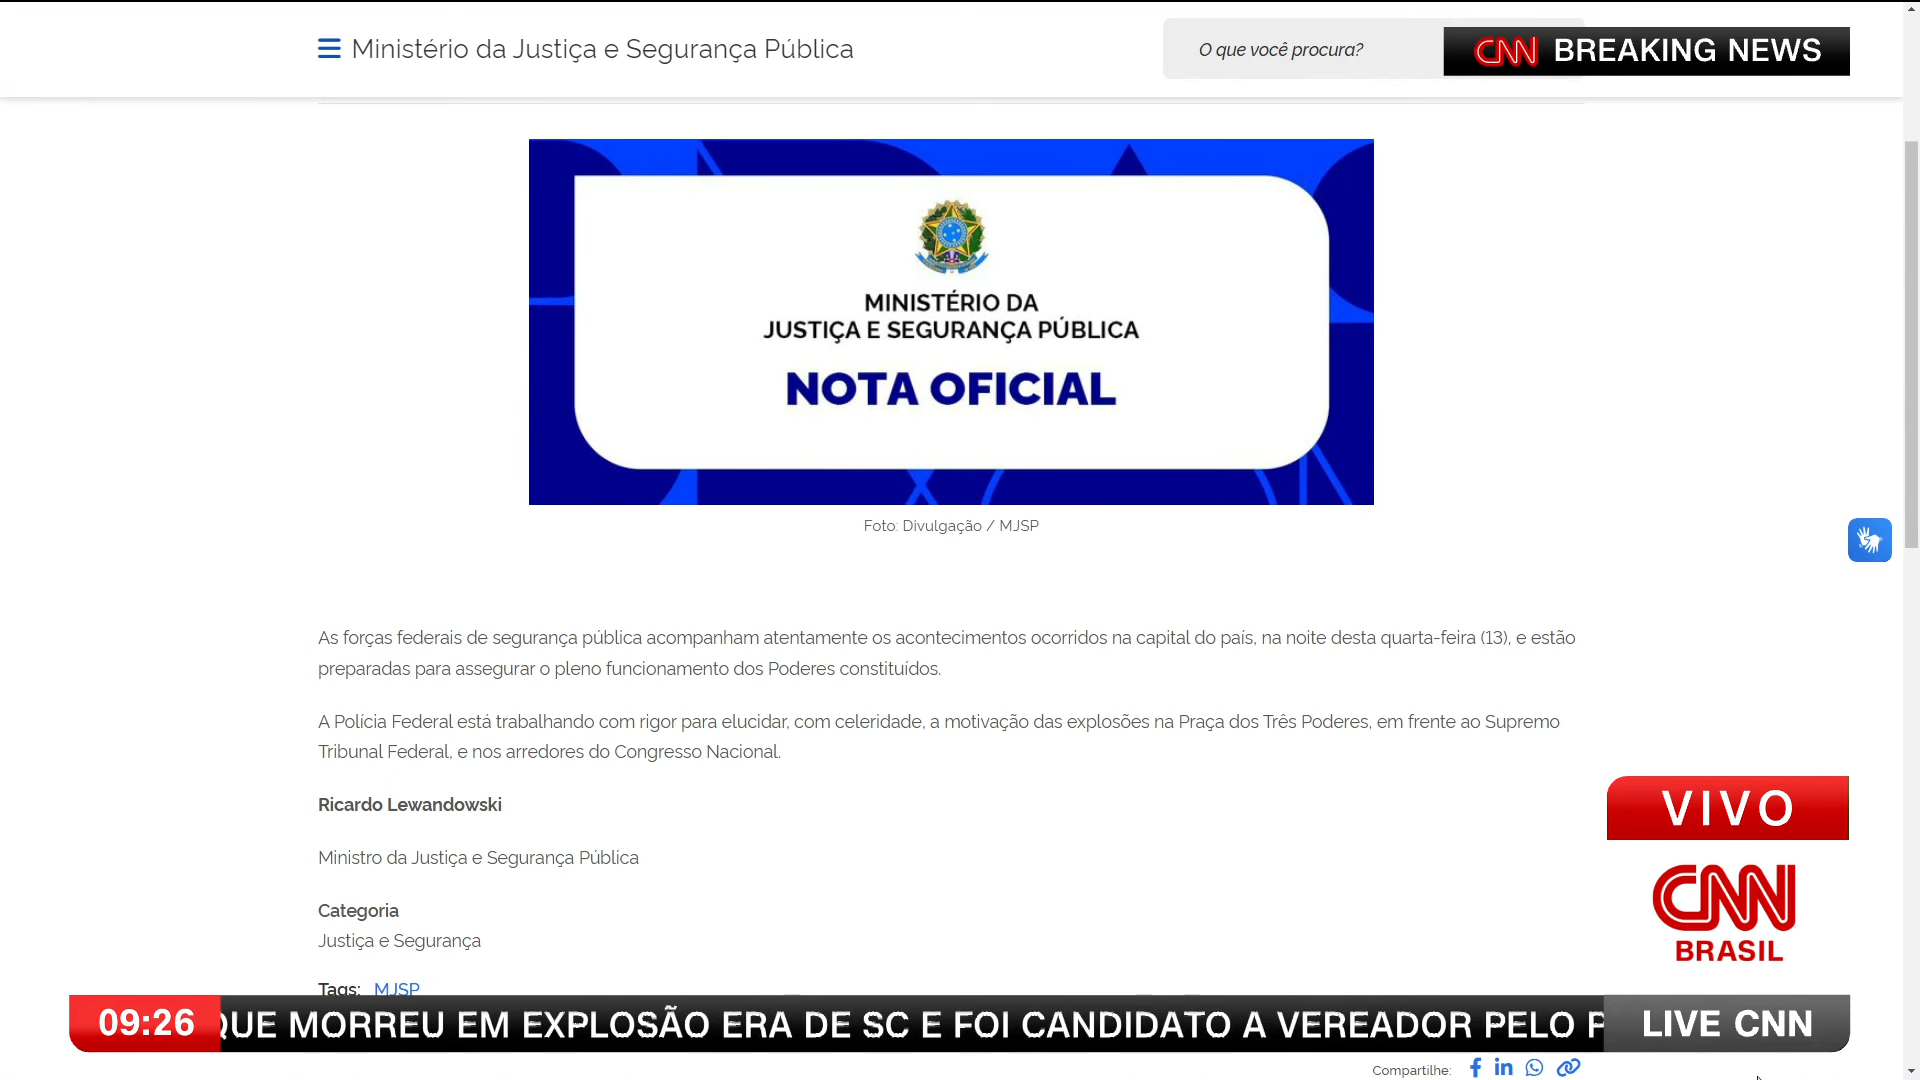 Ministério da Justiça e Segurança Pública
O que você procura?
CNN BREAKING NEWS
MINISTÉRIO DA
JUSTIÇA E SEGURANÇA PÚBLICA
NOTA OFICIAL
Foto: Divulgação / MJSP
As forças federais de segurança pública acompanham atentamente os acontecimentos ocorridos na capital do país, na noite desta quarta-feira (13), e estão
preparadas para assegurar o pleno funcionamento dos Poderes constituídos.
A Polícia Federal está trabalhando com rigor para elucidar, com celeridade, a motivação das explosões na Praça dos Três Poderes, em frente ao Supremo
Tribunal Federal, e nos arredores do Congresso Nacional.
Ricardo Lewandowski
Ministro da Justiça e Segurança Pública
Categoria
Justiça e Segurança
Tags: MJSP
VIVO
CNN
BRASIL
09:26
QUE MORREU EM EXPLOSÃO ERA DE SC E FOI CANDIDATO A VEREADOR PELO P
LIVE CNN
Compartilhe: